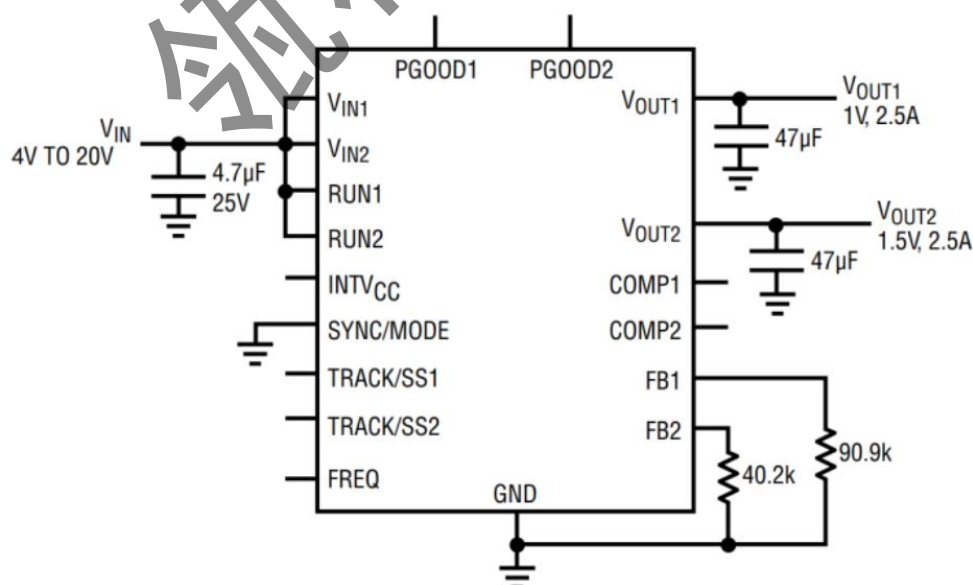 PGOOD1 PGOOD2
VIN1
VOUT1
VOUT1
1V, 2.5A
47µF
VIN
4V TO 20V
VIN2
4.7µF
25V
RUN1
RUN2
VOUT2
VOUT2
1.5V, 2.5A
47µF
INTVCC
COMP1
SYNC/MODE
COMP2
TRACK/SS1
FB1
TRACK/SS2
FB2
90.9k
40.2k
FREQ
GND